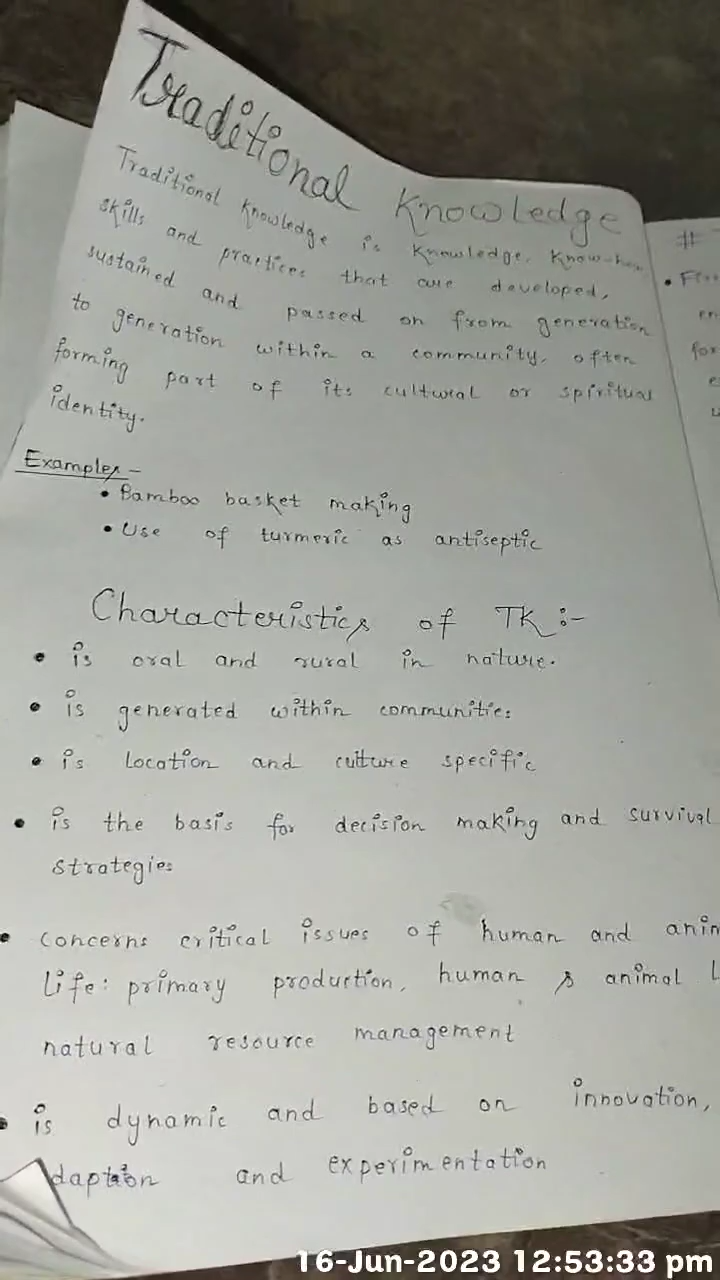 Traditional Knowledge
Traditional Knowledge is knowledge, know-how
skills and practices that are developed,
sustained and passed on from generation
to generation within a community, often
forming part of its cultural or spiritual
identity.
Examples -
• Bamboo basket making
• Use of turmeric as antiseptic
Characteristics of TK :-
• is oral and rural in nature.
• is generated within communities
• is location and culture specific
• is the basis for decision making and survival
strategies
• concerns critical issues of human and anim
life: primary production, human & animal L
natural resource management
• is dynamic and based on innovation,
daption and experimentation
#
•
en
for
16-Jun-2023 12:53:33 pm